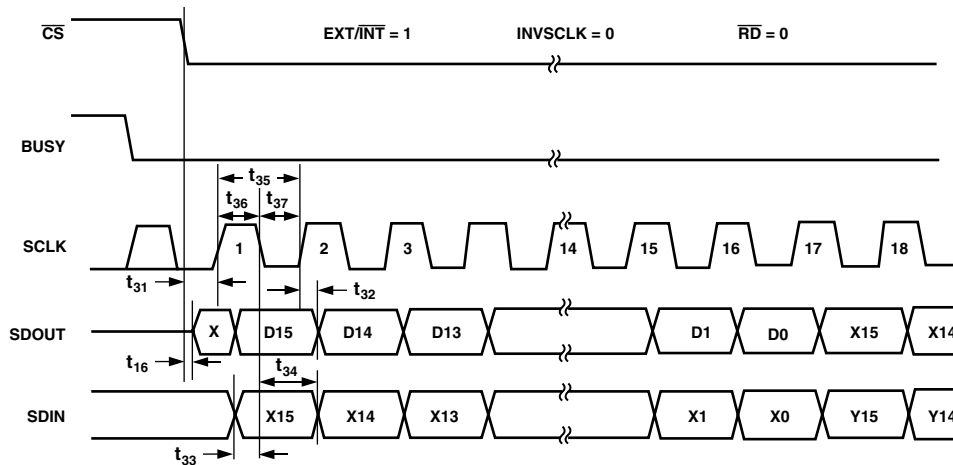 CS EXT/INT = 1 INVSCLK = 0 RD = 0
BUSY
t35
t36 t37
SCLK 1 2 3 14 15 16 17 18
t31 t32
SDOUT X D15 D14 D13 D1 D0 X15 X14
t16 t34
SDIN X15 X14 X13 X1 X0 Y15 Y14
t33